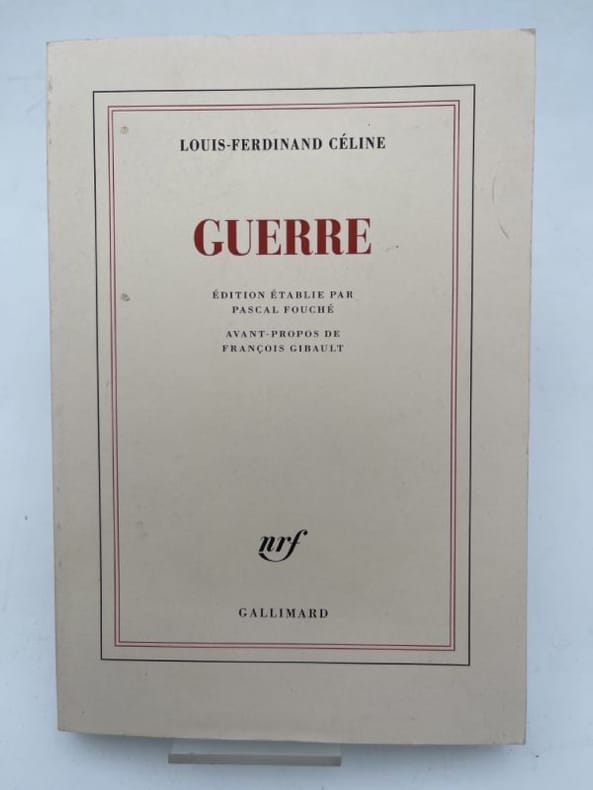 LOUIS-FERDINAND CÉLINE
GUERRE
ÉDITION ÉTABLIE PAR
PASCAL FOUCHÉ
AVANT-PROPOS DE
FRANÇOIS GIBAULT
nrf
GALLIMARD